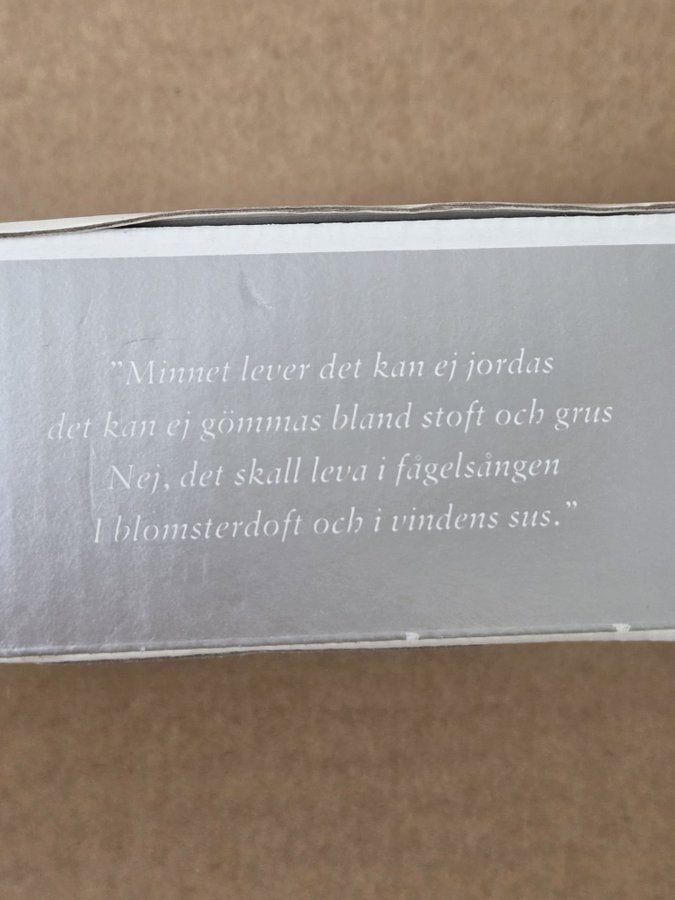 ”Minnet lever det kan ej jordas
det kan ej gömmas bland stoft och grus
Nej, det skall leva i fågelsången
I blomsterdoft och i vindens sus.”